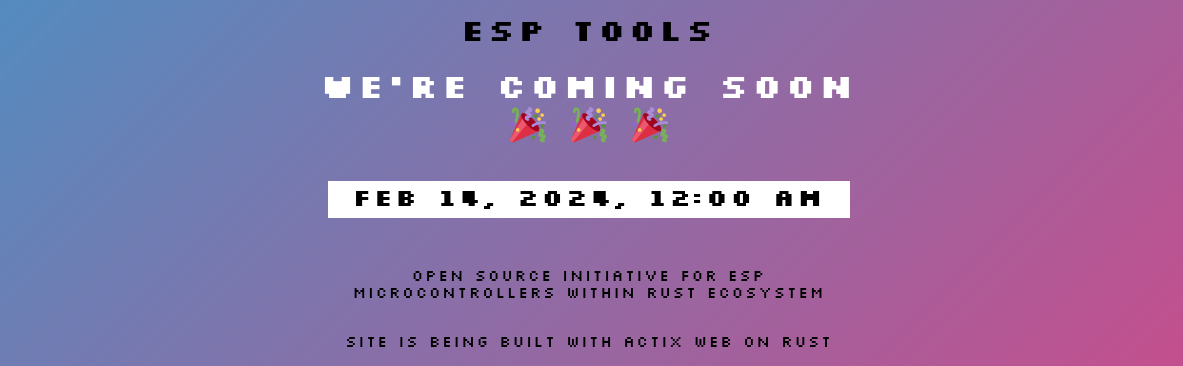 ESP TOOLS
WE'RE COMING SOON
🎉 🎉 🎉
FEB 14, 2024, 12:00 AM
OPEN SOURCE INITIATIVE FOR ESP
MICROCONTROLLERS WITHIN RUST ECOSYSTEM
SITE IS BEING BUILT WITH ACTIX WEB ON RUST